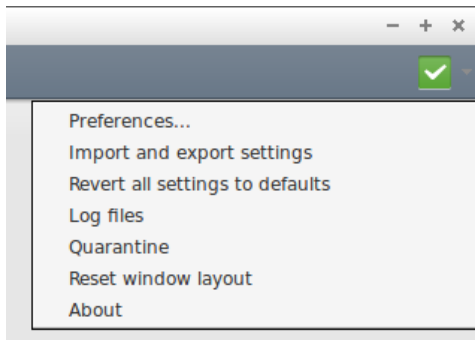 Preferences...
Import and export settings
Revert all settings to defaults
Log files
Quarantine
Reset window layout
About